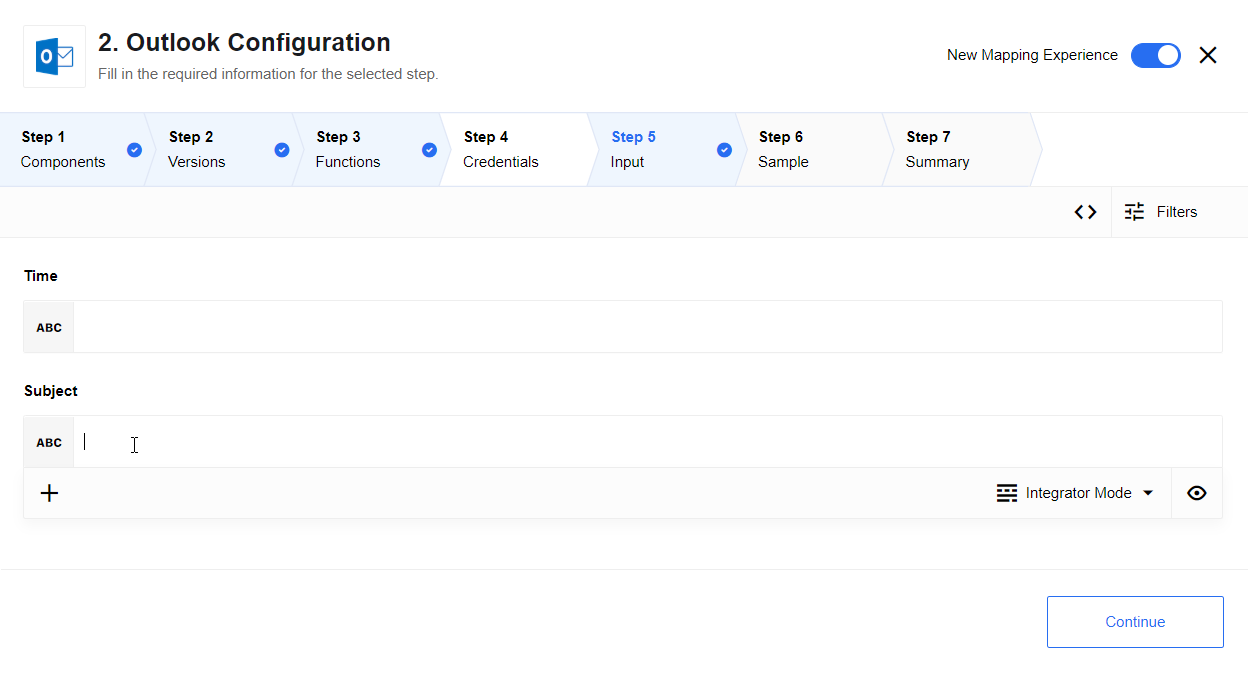 2. Outlook Configuration
Fill in the required information for the selected step.
New Mapping Experience
Step 1
Components
Step 2
Versions
Step 3
Functions
Step 4
Credentials
Step 5
Input
Step 6
Sample
Step 7
Summary
Filters
Time
ABC
Subject
ABC
Integrator Mode
Continue